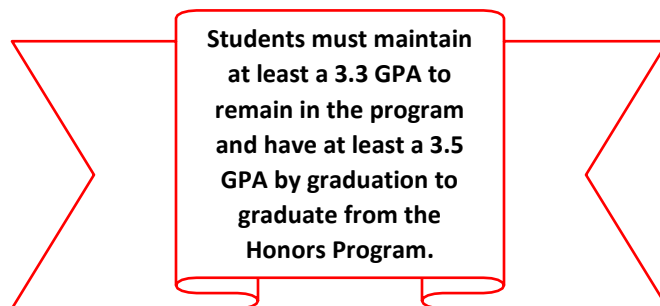 Students must maintain
at least a 3.3 GPA to
remain in the program
and have at least a 3.5
GPA by graduation to
graduate from the
Honors Program.